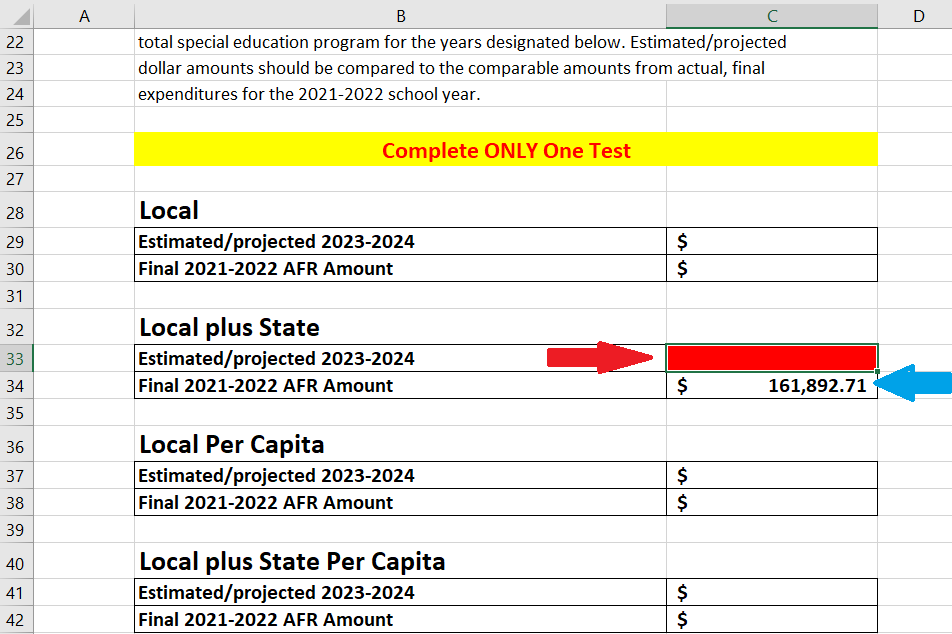 A B C D
22 total special education program for the years designated below. Estimated/projected
23 dollar amounts should be compared to the comparable amounts from actual, final
24 expenditures for the 2021-2022 school year.
25
26 Complete ONLY One Test
27
28 Local
29 Estimated/projected 2023-2024 $
30 Final 2021-2022 AFR Amount $
31
32 Local plus State
33 Estimated/projected 2023-2024
34 Final 2021-2022 AFR Amount $ 161,892.71
35
36 Local Per Capita
37 Estimated/projected 2023-2024 $
38 Final 2021-2022 AFR Amount $
39
40 Local plus State Per Capita
41 Estimated/projected 2023-2024 $
42 Final 2021-2022 AFR Amount $